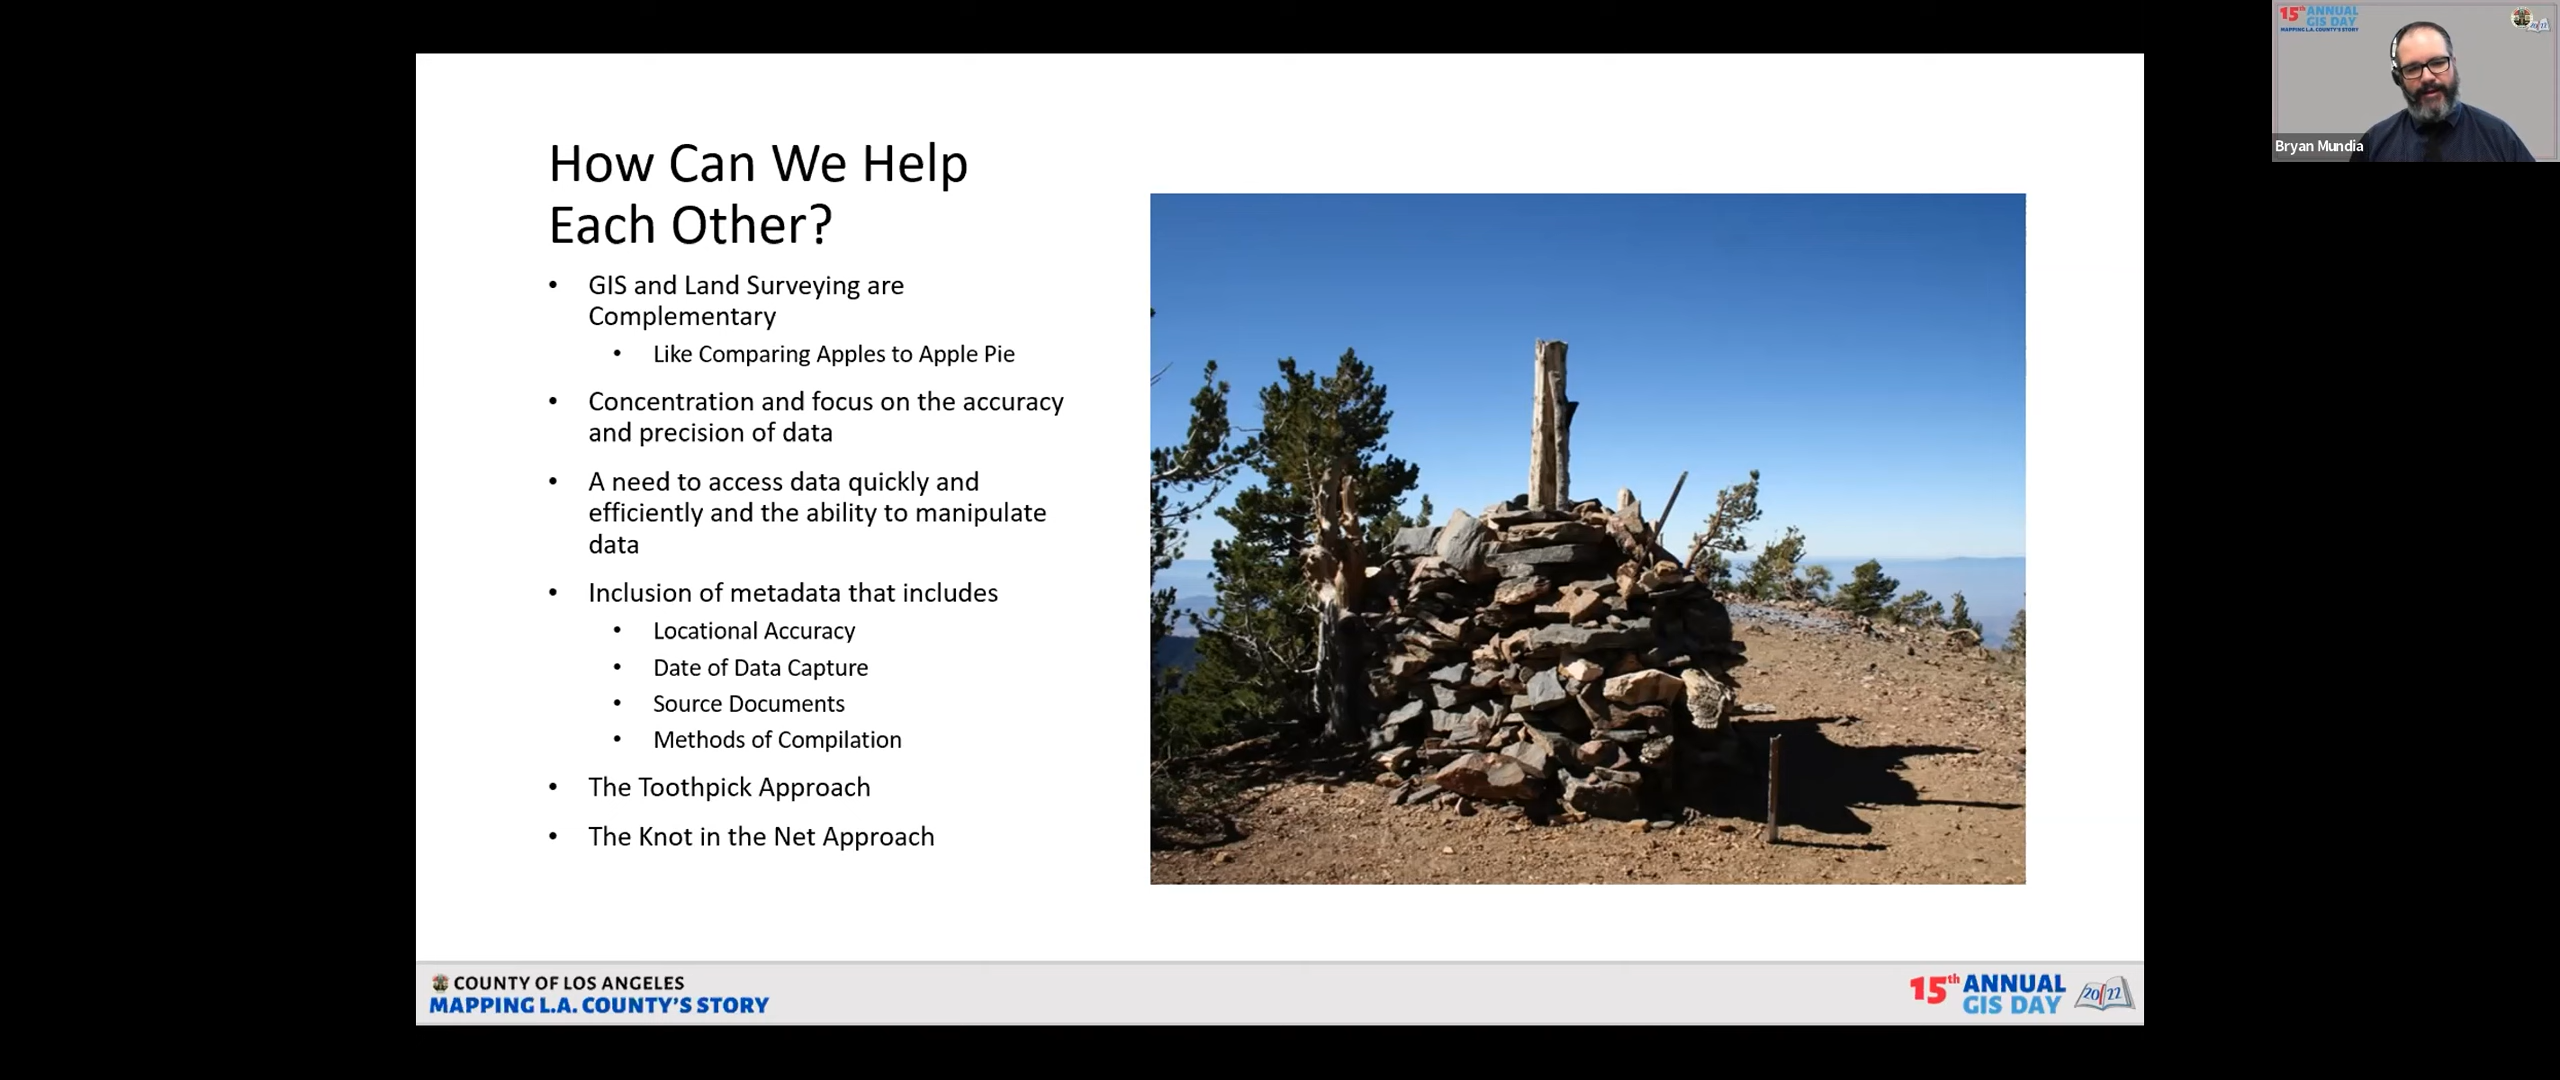 How Can We Help
Each Other?
• GIS and Land Surveying are
Complementary
• Like Comparing Apples to Apple Pie
• Concentration and focus on the accuracy
and precision of data
• A need to access data quickly and
efficiently and the ability to manipulate
data
• Inclusion of metadata that includes
• Locational Accuracy
• Date of Data Capture
• Source Documents
• Methods of Compilation
• The Toothpick Approach
• The Knot in the Net Approach
COUNTY OF LOS ANGELES
MAPPING L.A. COUNTY'S STORY
15th ANNUAL
GIS DAY
20/22
15th ANNUAL
GIS DAY
MAPPING L.A. COUNTY'S STORY
Bryan Mundia